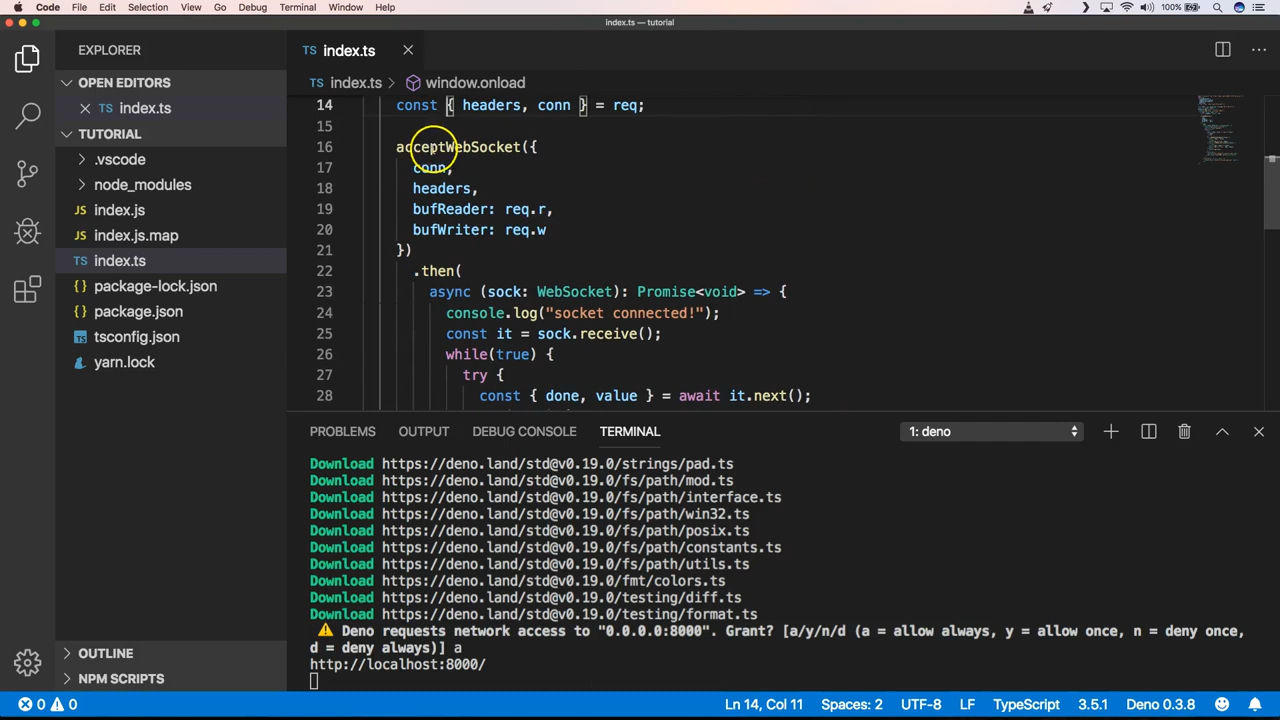 Code File Edit Selection View Go Debug Terminal Window Help 100%
index.ts — tutorial
EXPLORER
OPEN EDITORS
index.ts
TUTORIAL
.vscode
node_modules
JS index.js
{} index.js.map
TS index.ts
{} package-lock.json
{} package.json
tsconfig.json
yarn.lock
OUTLINE
NPM SCRIPTS
TS index.ts
TS index.ts > window.onload
14 const { headers, conn } = req;
15
16 acceptWebSocket({
17 conn,
18 headers,
19 bufReader: req.r,
20 bufWriter: req.w
21 })
22 .then(
23 async (sock: WebSocket): Promise<void> => {
24 console.log("socket connected!");
25 const it = sock.receive();
26 while(true) {
27 try {
28 const { done, value } = await it.next();
PROBLEMS OUTPUT DEBUG CONSOLE TERMINAL 1: deno
Download https://deno.land/std@v0.19.0/strings/pad.ts
Download https://deno.land/std@v0.19.0/fs/path/mod.ts
Download https://deno.land/std@v0.19.0/fs/path/interface.ts
Download https://deno.land/std@v0.19.0/fs/path/win32.ts
Download https://deno.land/std@v0.19.0/fs/path/posix.ts
Download https://deno.land/std@v0.19.0/fs/path/constants.ts
Download https://deno.land/std@v0.19.0/fs/path/utils.ts
Download https://deno.land/std@v0.19.0/fmt/colors.ts
Download https://deno.land/std@v0.19.0/testing/diff.ts
Download https://deno.land/std@v0.19.0/testing/format.ts
Deno requests network access to "0.0.0.0:8000". Grant? [a/y/n/d (a = allow always, y = allow once, n = deny once,
d = deny always)] a
http://localhost:8000/
0 0 Ln 14, Col 11 Spaces: 2 UTF-8 LF TypeScript 3.5.1 Deno 0.3.8